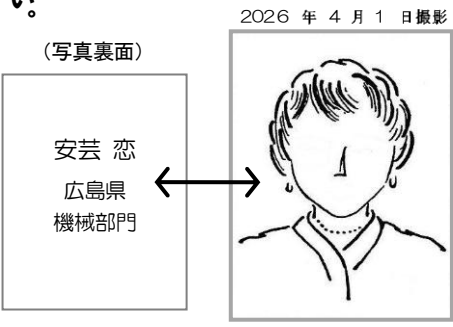 い。
2026 年 4 月 1 日撮影
（写真裏面）
安芸 恋
広島県
機械部門